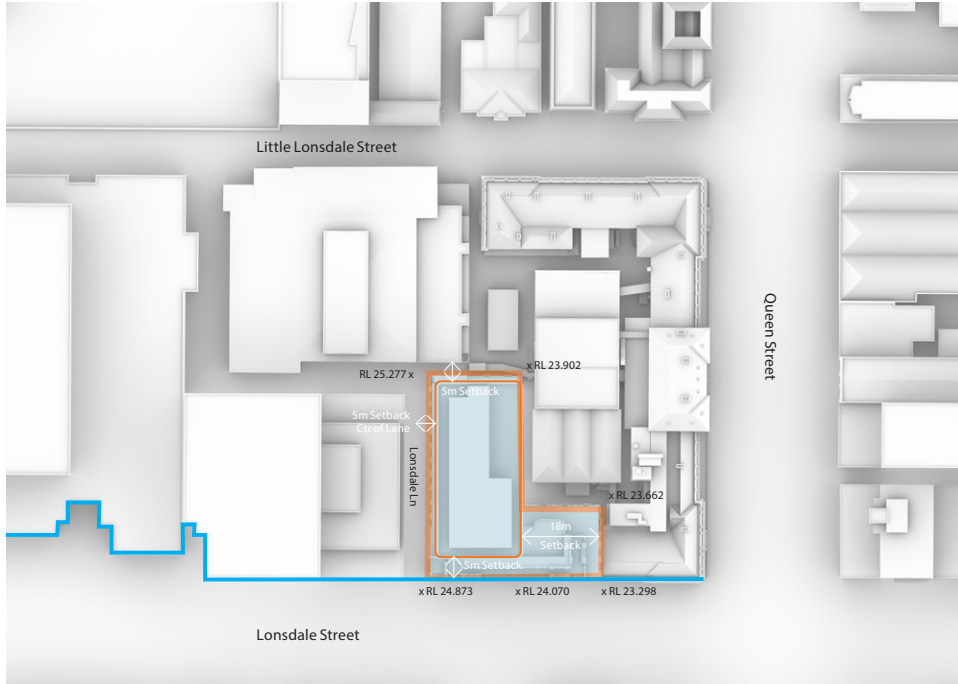 Little Lonsdale Street
Queen Street
RL 25.277 x
x RL 23.902
5m Setback
5m Setback
Ctr of Lane
Lonsdale Ln
x RL 23.662
18m
Setback
5m Setback
x RL 24.873
x RL 24.070
x RL 23.298
Lonsdale Street